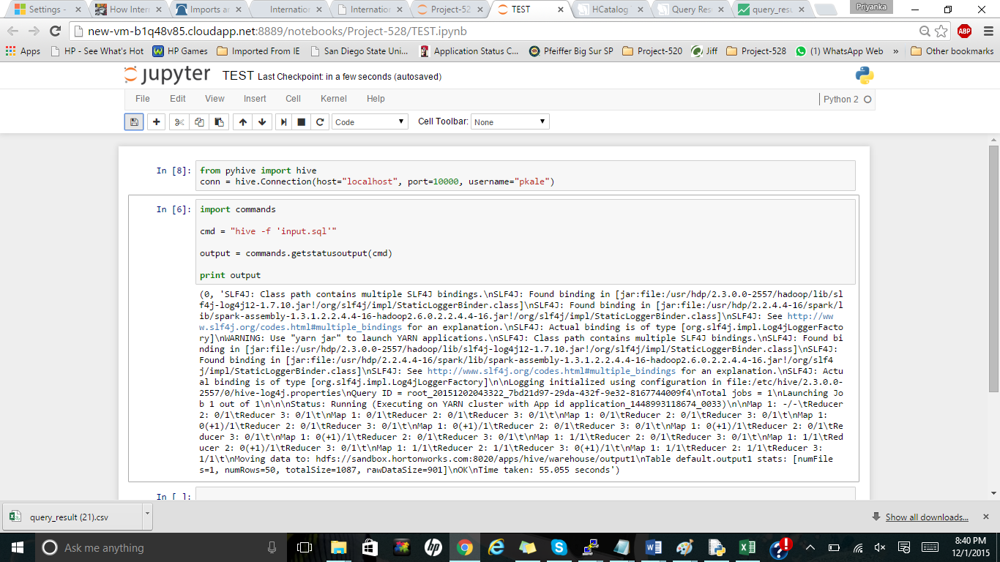 Settings -
How Inter
Imports ar
Internation
Internation
Project-52
TEST
HCatalog
Query Res
query_resu
Priyanka
new-vm-b1q48v85.cloudapp.net:8889/notebooks/Project-528/TEST.ipynb
ABP
Apps
HP - See What's Hot
HP Games
Imported From IE
San Diego State Uni...
Application Status C...
Pfeiffer Big Sur SP
Project-520
Jiff
Project-528
(1) WhatsApp Web
»
Other bookmarks
jupyter
TEST Last Checkpoint: in a few seconds (autosaved)
File
Edit
View
Insert
Cell
Kernel
Help
Python 2
Code
Cell Toolbar:
None
In [8]:
from pyhive import hive
conn = hive.Connection(host="localhost", port=10000, username="pkale")
In [6]:
import commands
cmd = "hive -f 'input.sql'"
output = commands.getstatusoutput(cmd)
print output
(0, 'SLF4J: Class path contains multiple SLF4J bindings.\nSLF4J: Found binding in [jar:file:/usr/hdp/2.3.0.0-2557/hadoop/lib/sl
f4j-log4j12-1.7.10.jar!/org/slf4j/impl/StaticLoggerBinder.class]\nSLF4J: Found binding in [jar:file:/usr/hdp/2.2.4.4-16/spark/l
ib/spark-assembly-1.3.1.2.2.4.4-16-hadoop2.6.0.2.2.4.4-16.jar!/org/slf4j/impl/StaticLoggerBinder.class]\nSLF4J: See http://ww
w.slf4j.org/codes.html#multiple_bindings for an explanation.\nSLF4J: Actual binding is of type [org.slf4j.impl.Log4jLoggerFacto
ry]\nWARNING: Use "yarn jar" to launch YARN applications.\nSLF4J: Class path contains multiple SLF4J bindings.\nSLF4J: Found bi
nding in [jar:file:/usr/hdp/2.3.0.0-2557/hadoop/lib/slf4j-log4j12-1.7.10.jar!/org/slf4j/impl/StaticLoggerBinder.class]\nSLF4J:
Found binding in [jar:file:/usr/hdp/2.2.4.4-16/spark/lib/spark-assembly-1.3.1.2.2.4.4-16-hadoop2.6.0.2.2.4.4-16.jar!/org/slf4
j/impl/StaticLoggerBinder.class]\nSLF4J: See http://www.slf4j.org/codes.html#multiple_bindings for an explanation.\nSLF4J: Actu
al binding is of type [org.slf4j.impl.Log4jLoggerFactory]\n\nLogging initialized using configuration in file:/etc/hive/2.3.0.0-
2557/0/hive-log4j.properties\nQuery ID = root_20151202043322_7bd21d97-29da-432f-9e32-8167744009f4\nTotal jobs = 1\nLaunching Jo
b 1 out of 1\n\n\nStatus: Running (Executing on YARN cluster with App id application_1448993118674_0033)\n\nMap 1: -/-\tReducer
2: 0/1\tReducer 3: 0/1\t\nMap 1: 0/1\tReducer 2: 0/1\tReducer 3: 0/1\t\nMap 1: 0/1\tReducer 2: 0/1\tReducer 3: 0/1\t\nMap 1:
0(+1)/1\tReducer 2: 0/1\tReducer 3: 0/1\t\nMap 1: 0(+1)/1\tReducer 2: 0/1\tReducer 3: 0/1\t\nMap 1: 0(+1)/1\tReducer 2: 0/1\tRe
ducer 3: 0/1\t\nMap 1: 0(+1)/1\tReducer 2: 0/1\tReducer 3: 0/1\t\nMap 1: 1/1\tReducer 2: 0/1\tReducer 3: 0/1\t\nMap 1: 1/1\tRed
ucer 2: 0(+1)/1\tReducer 3: 0/1\t\nMap 1: 1/1\tReducer 2: 1/1\tReducer 3: 0(+1)/1\t\nMap 1: 1/1\tReducer 2: 1/1\tReducer 3:
1/1\t\nMoving data to: hdfs://sandbox.hortonworks.com:8020/apps/hive/warehouse/output1\nTable default.output1 stats: [numFile
s=1, numRows=50, totalSize=1087, rawDataSize=901]\nOK\nTime taken: 55.055 seconds')
In [ ]:
query_result (21).csv
Show all downloads...
Ask me anything
8:40 PM
12/1/2015